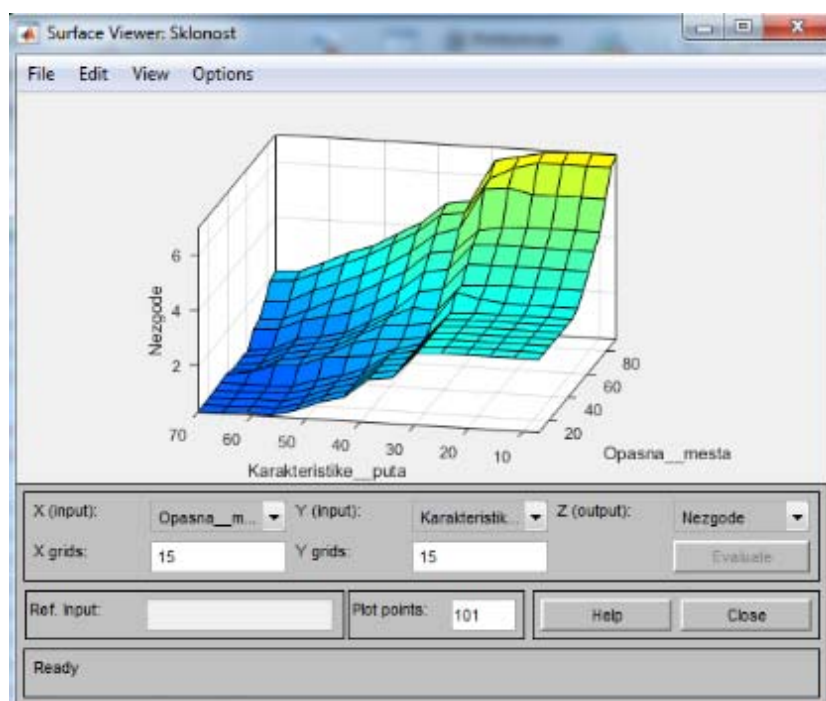 Surface Viewer: Sklonost
File Edit View Options
6
4
2
Nezgode
70 60 50 40 30 20 10
Karakteristike__puta
80
60
40
20
Opasna__mesta
X (input): Opasna__m... Y (input): Karakteristik... Z (output): Nezgode
X grids: 15 Y grids: 15 Evaluate
Ref. Input: Plot points: 101 Help Close
Ready